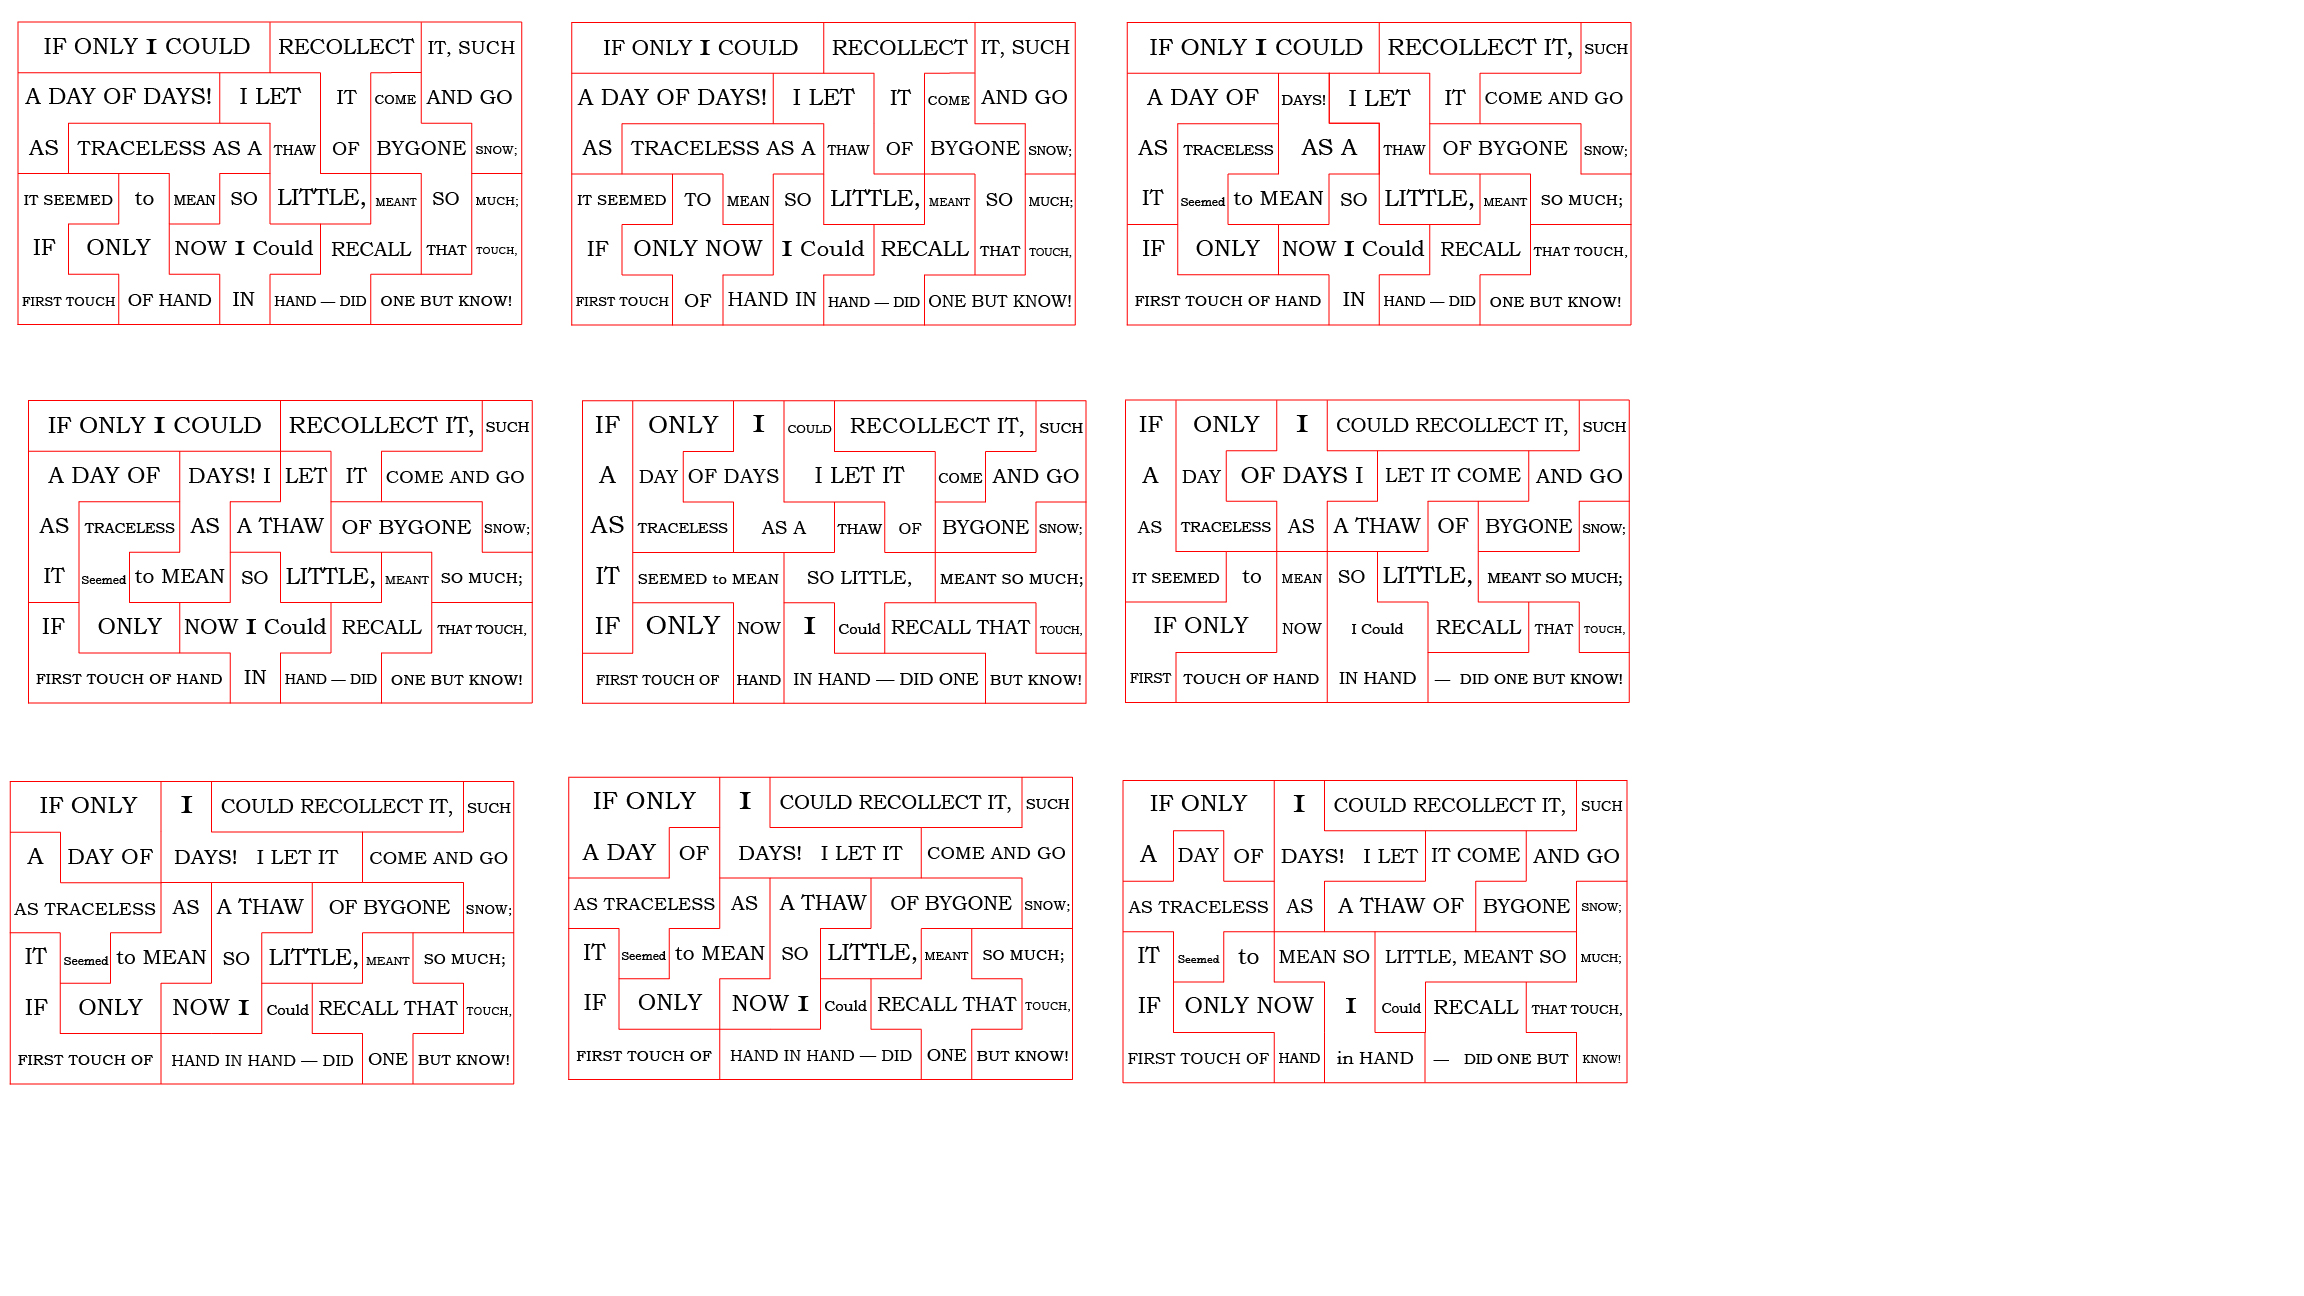 IF ONLY I COULD RECOLLECT IT, SUCH
A DAY OF DAYS! I LET IT COME AND GO
AS TRACELESS AS A THAW OF BYGONE SNOW;
IT SEEMED to MEAN SO LITTLE, MEANT SO MUCH;
IF ONLY NOW I Could RECALL THAT TOUCH,
FIRST TOUCH OF HAND IN HAND — DID ONE BUT KNOW!
IF ONLY I COULD RECOLLECT IT, SUCH
A DAY OF DAYS! I LET IT COME AND GO
AS TRACELESS AS A THAW OF BYGONE SNOW;
IT SEEMED TO MEAN SO LITTLE, MEANT SO MUCH;
IF ONLY NOW I Could RECALL THAT TOUCH,
FIRST TOUCH OF HAND IN HAND — DID ONE BUT KNOW!
IF ONLY I COULD RECOLLECT IT, SUCH
A DAY OF DAYS! I LET IT COME AND GO
AS TRACELESS AS A THAW OF BYGONE SNOW;
IT Seemed to MEAN SO LITTLE, MEANT SO MUCH;
IF ONLY NOW I Could RECALL THAT TOUCH,
FIRST TOUCH OF HAND IN HAND — DID ONE BUT KNOW!
IF ONLY I COULD RECOLLECT IT, SUCH
A DAY OF DAYS! I LET IT COME AND GO
AS TRACELESS AS A THAW OF BYGONE SNOW;
IT Seemed to MEAN SO LITTLE, MEANT SO MUCH;
IF ONLY NOW I Could RECALL THAT TOUCH,
FIRST TOUCH OF HAND IN HAND — DID ONE BUT KNOW!
IF ONLY I COULD RECOLLECT IT, SUCH
A DAY OF DAYS I LET IT COME AND GO
AS TRACELESS AS A THAW OF BYGONE SNOW;
IT SEEMED to MEAN SO LITTLE, MEANT SO MUCH;
IF ONLY NOW I Could RECALL THAT TOUCH,
FIRST TOUCH OF HAND IN HAND — DID ONE BUT KNOW!
IF ONLY I COULD RECOLLECT IT, SUCH
A DAY OF DAYS I LET IT COME AND GO
AS TRACELESS AS A THAW OF BYGONE SNOW;
IT SEEMED to MEAN SO LITTLE, MEANT SO MUCH;
IF ONLY NOW I Could RECALL THAT TOUCH,
FIRST TOUCH OF HAND IN HAND — DID ONE BUT KNOW!
IF ONLY I COULD RECOLLECT IT, SUCH
A DAY OF DAYS! I LET IT COME AND GO
AS TRACELESS AS A THAW OF BYGONE SNOW;
IT Seemed to MEAN SO LITTLE, MEANT SO MUCH;
IF ONLY NOW I Could RECALL THAT TOUCH,
FIRST TOUCH OF HAND IN HAND — DID ONE BUT KNOW!
IF ONLY I COULD RECOLLECT IT, SUCH
A DAY OF DAYS! I LET IT COME AND GO
AS TRACELESS AS A THAW OF BYGONE SNOW;
IT Seemed to MEAN SO LITTLE, MEANT SO MUCH;
IF ONLY NOW I Could RECALL THAT TOUCH,
FIRST TOUCH OF HAND IN HAND — DID ONE BUT KNOW!
IF ONLY I COULD RECOLLECT IT, SUCH
A DAY OF DAYS! I LET IT COME AND GO
AS TRACELESS AS A THAW OF BYGONE SNOW;
IT Seemed to MEAN SO LITTLE, MEANT SO MUCH;
IF ONLY NOW I Could RECALL THAT TOUCH,
FIRST TOUCH OF HAND in HAND — DID ONE BUT KNOW!